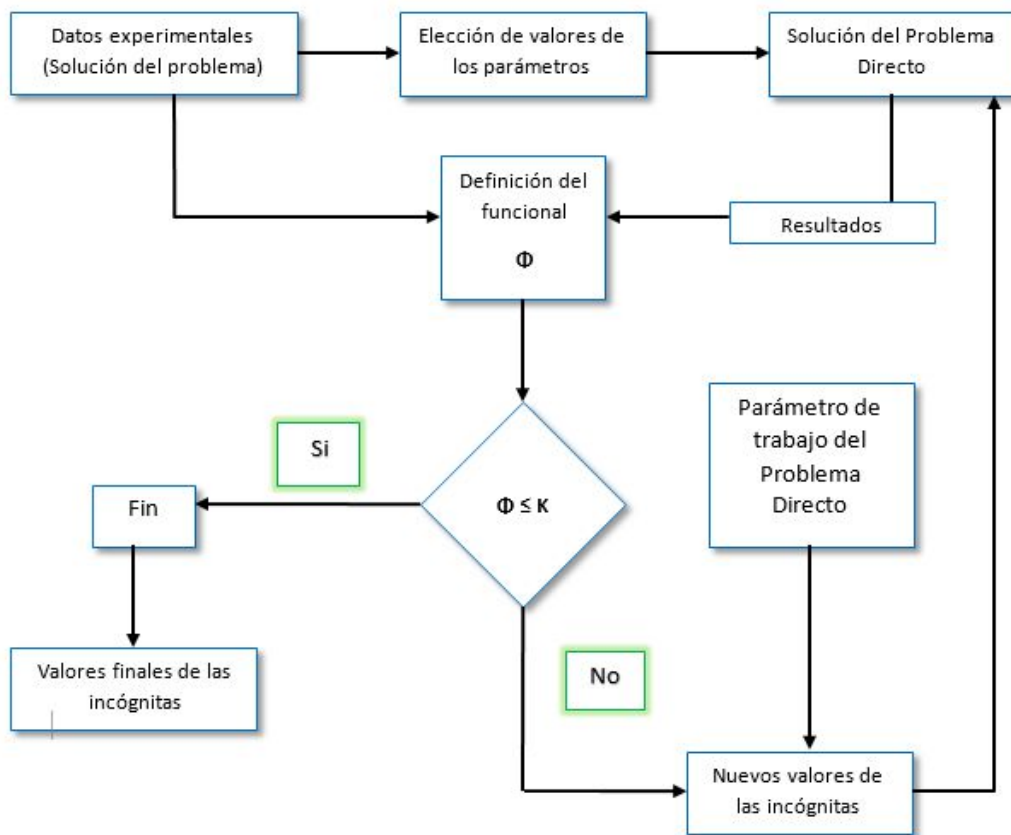 Datos experimentales
(Solución del problema)
Elección de valores de
los parámetros
Solución del Problema
Directo
Definición del
funcional
Φ
Resultados
Parámetro de
trabajo del
Problema
Directo
Si
Φ ≤ K
Fin
No
Valores finales de las
incógnitas
Nuevos valores de
las incógnitas